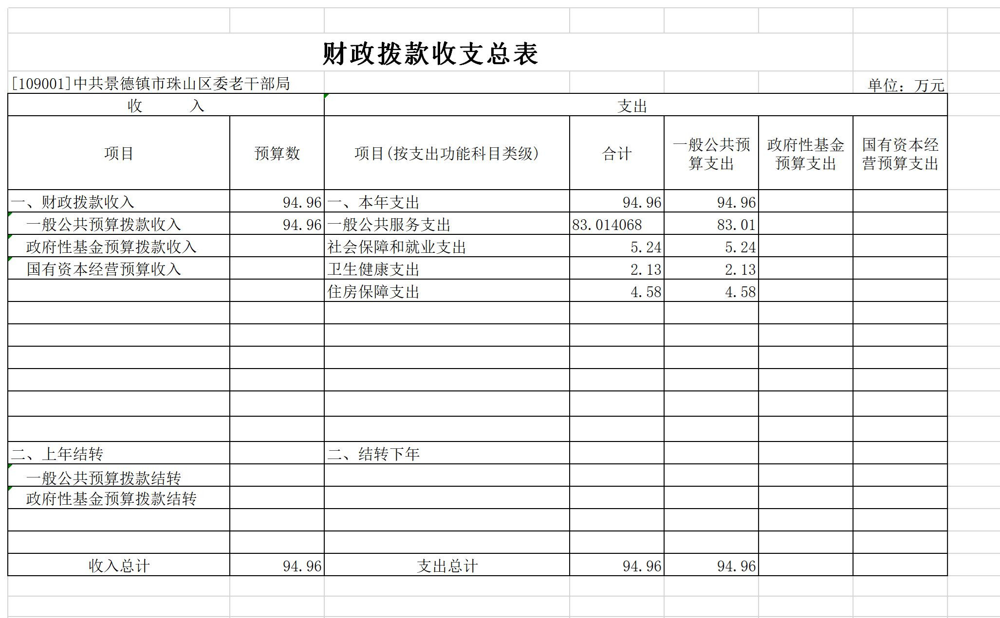 财政拨款收支总表
[109001]中共景德镇市珠山区委老干部局 单位：万元
收 入 支出
项目 预算数 项目(按支出功能科目类级) 合计 一般公共预算支出 政府性基金预算支出 国有资本经营预算支出
一、财政拨款收入 94.96 一、本年支出 94.96 94.96
一般公共预算拨款收入 94.96 一般公共服务支出 83.014068 83.01
政府性基金预算拨款收入 社会保障和就业支出 5.24 5.24
国有资本经营预算收入 卫生健康支出 2.13 2.13
住房保障支出 4.58 4.58
二、上年结转 二、结转下年
一般公共预算拨款结转
政府性基金预算拨款结转
收入总计 94.96 支出总计 94.96 94.96